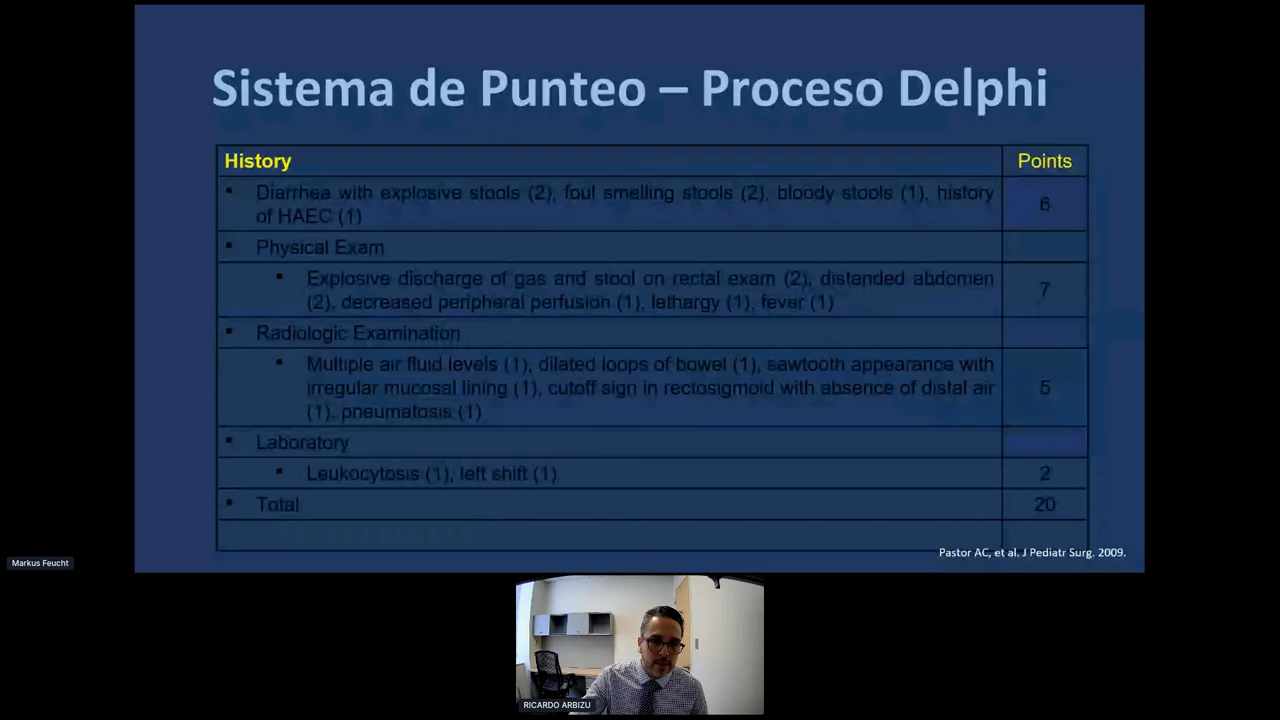 Sistema de Punteo – Proceso Delphi
History Points
▪ Diarrhea with explosive stools (2), foul smelling stools (2), bloody stools (1), history
of HAEC (1)
6
▪ Physical Exam
▪ Explosive discharge of gas and stool on rectal exam (2), distended abdomen
(2), decreased peripheral perfusion (1), lethargy (1), fever (1)
7
▪ Radiologic Examination
▪ Multiple air fluid levels (1), dilated loops of bowel (1), sawtooth appearance with
irregular mucosal lining (1), cutoff sign in rectosigmoid with absence of distal air
(1), pneumatosis (1)
5
▪ Laboratory
▪ Leukocytosis (1), left shift (1)
2
▪ Total 20
Pastor AC, et al. J Pediatr Surg. 2009.
Markus Feucht
RICARDO ARBIZU